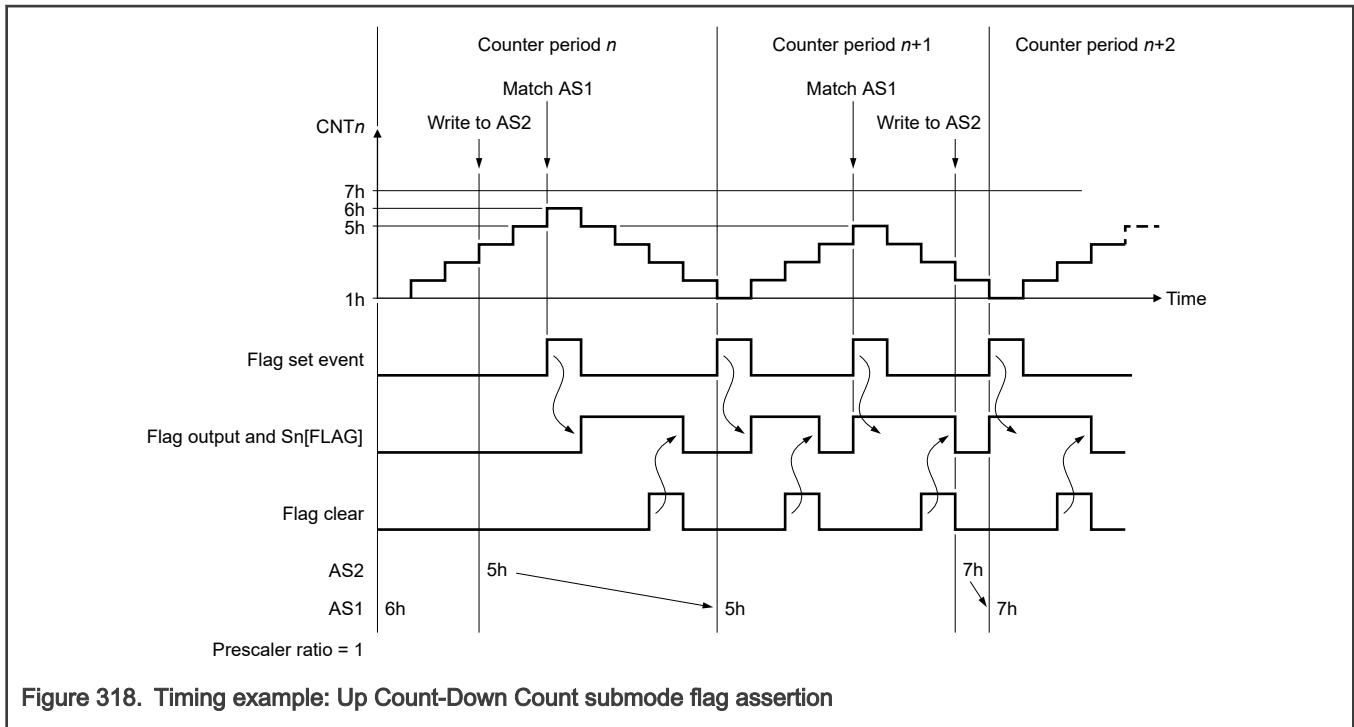 Counter period n
Counter period n+1
Counter period n+2
Match AS1
Match AS1
Write to AS2
Write to AS2
CNTn
7h
6h
5h
1h
Time
Flag set event
Flag output and Sn[FLAG]
Flag clear
AS2
5h
7h
AS1
6h
5h
7h
Prescaler ratio = 1
Figure 318. Timing example: Up Count-Down Count submode flag assertion